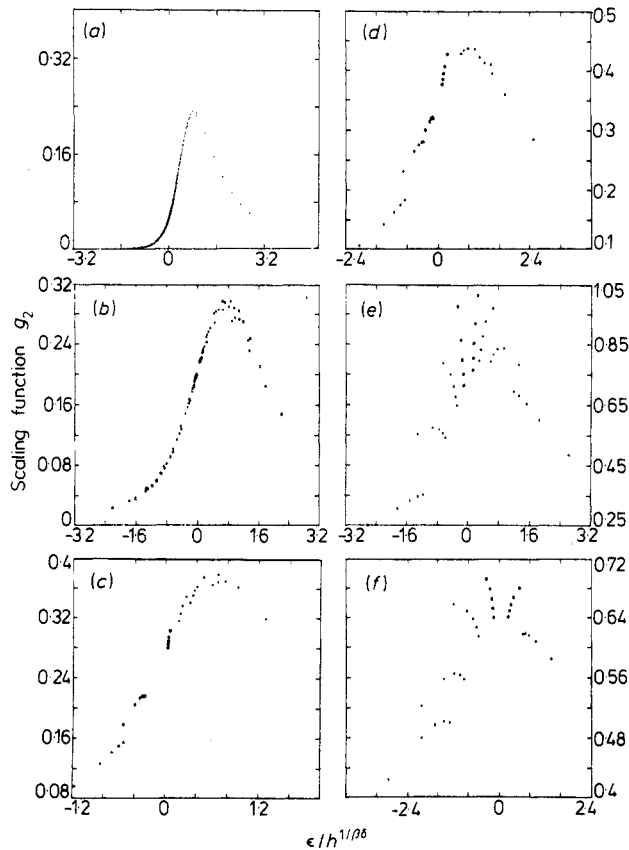 (a)
0·32
0·16
0
-3·2 0 3·2
(d)
0·5
0·4
0·3
0·2
0·1
-2·4 0 2·4
(b)
0·32
0·24
0·16
0·08
0
-3·2 -1·6 0 1·6 3·2
(e)
1·05
0·85
0·65
0·45
0·25
-3·2 -1·6 0 1·6 3·2
(c)
0·4
0·32
0·24
0·16
0·08
-1·2 0 1·2
(f)
0·72
0·64
0·56
0·48
0·4
-2·4 0 2·4
Scaling function g₂
ϵ/h^{1/βδ}